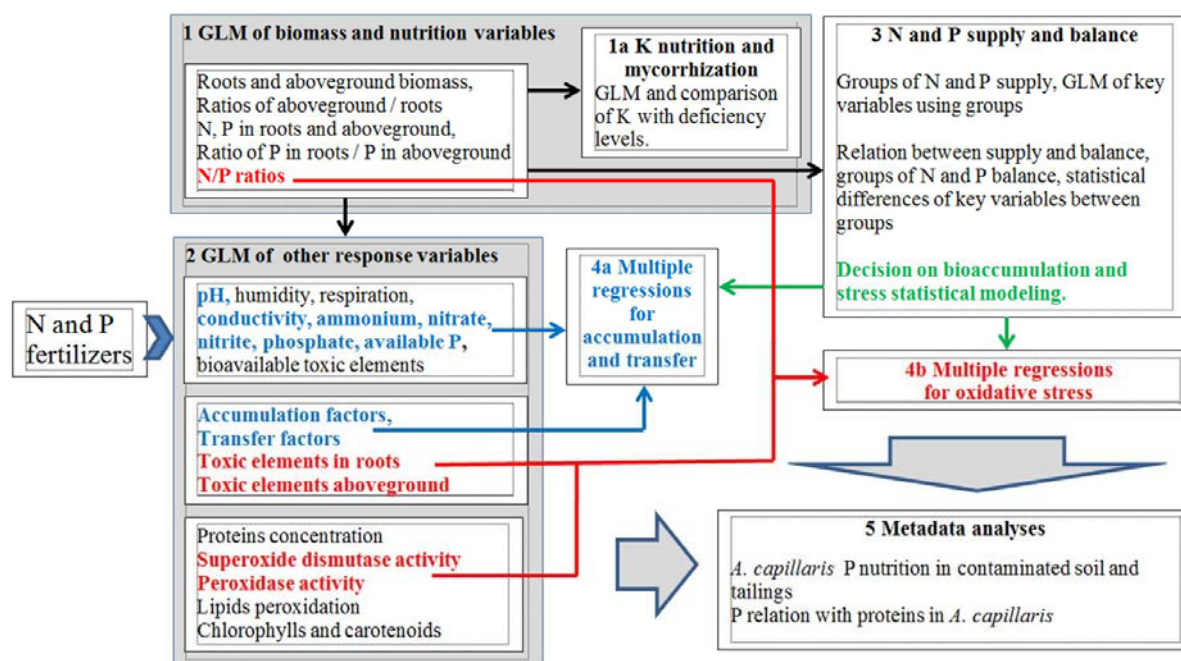 1 GLM of biomass and nutrition variables
Roots and aboveground biomass,
Ratios of aboveground / roots
N, P in roots and aboveground,
Ratio of P in roots / P in aboveground
N/P ratios
1a K nutrition and
mycorrhization
GLM and comparison
of K with deficiency
levels.
3 N and P supply and balance
Groups of N and P supply, GLM of key
variables using groups
Relation between supply and balance,
groups of N and P balance, statistical
differences of key variables between
groups
Decision on bioaccumulation and
stress statistical modeling.
N and P
fertilizers
2 GLM of other response variables
pH, humidity, respiration,
conductivity, ammonium, nitrate,
nitrite, phosphate, available P,
bioavailable toxic elements
Accumulation factors,
Transfer factors
Toxic elements in roots
Toxic elements aboveground
Proteins concentration
Superoxide dismutase activity
Peroxidase activity
Lipids peroxidation
Chlorophylls and carotenoids
4a Multiple
regressions
for
accumulation
and transfer
4b Multiple regressions
for oxidative stress
5 Metadata analyses
A. capillaris P nutrition in contaminated soil and
tailings
P relation with proteins in A. capillaris